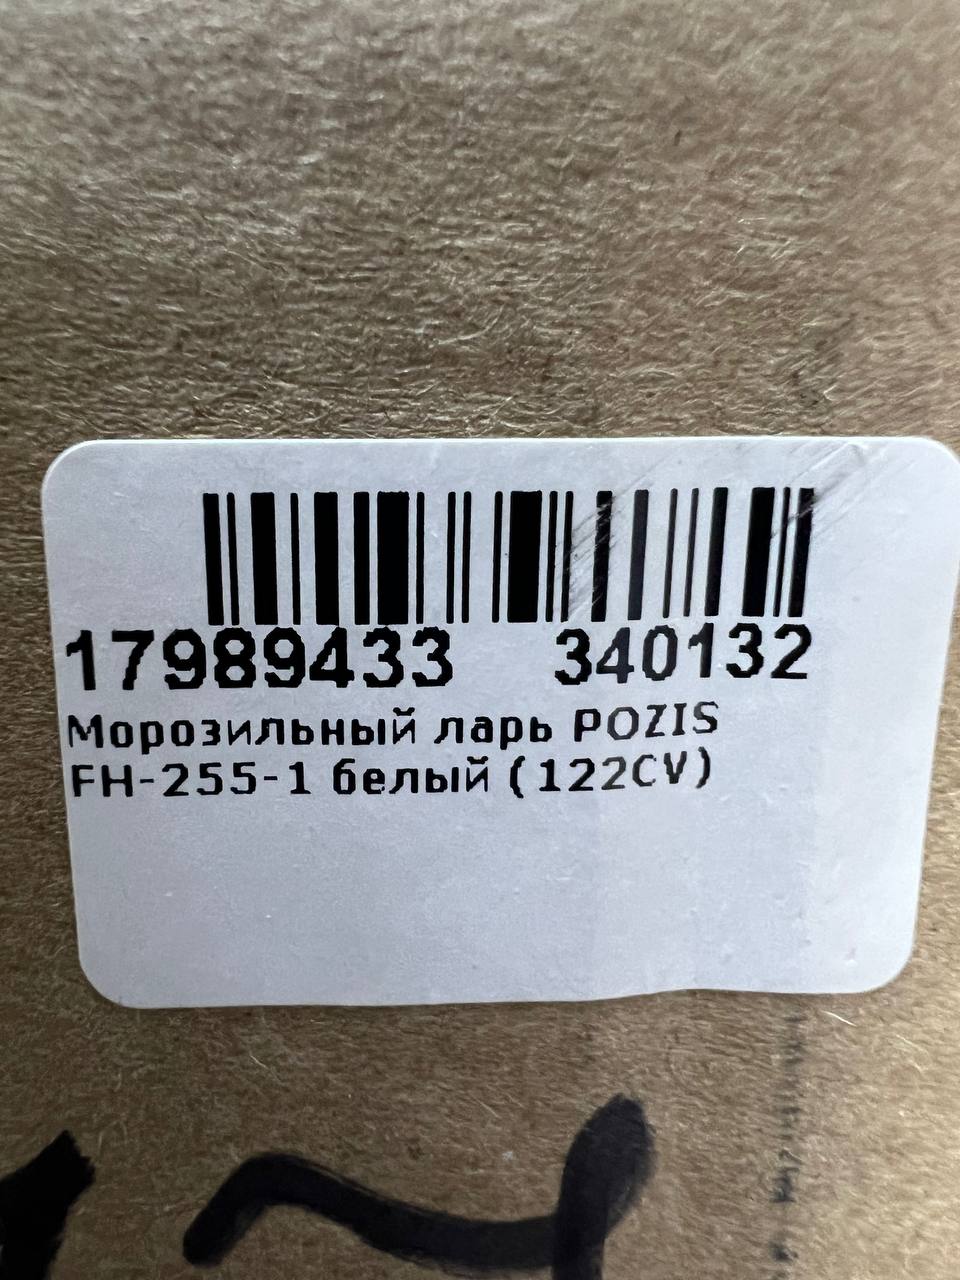 17989433 340132
Морозильный ларь POZIS
FH-255-1 белый (122CV)